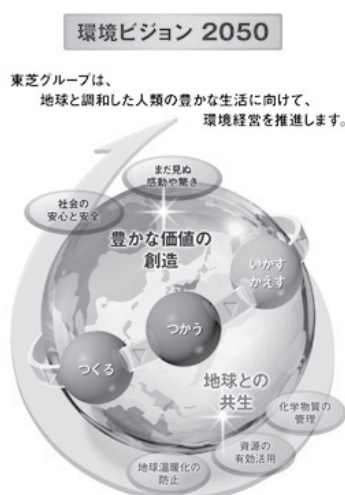 環境ビジョン 2050
東芝グループは、
地球と調和した人類の豊かな生活に向けて、
環境経営を推進します。
まだ見ぬ
感動や驚き
社会の
安心と安全
豊かな価値の
創造
いかす
かえす
つかう
つくる
地球との
共生
化学物質の
管理
資源の
有効活用
地球温暖化の
防止